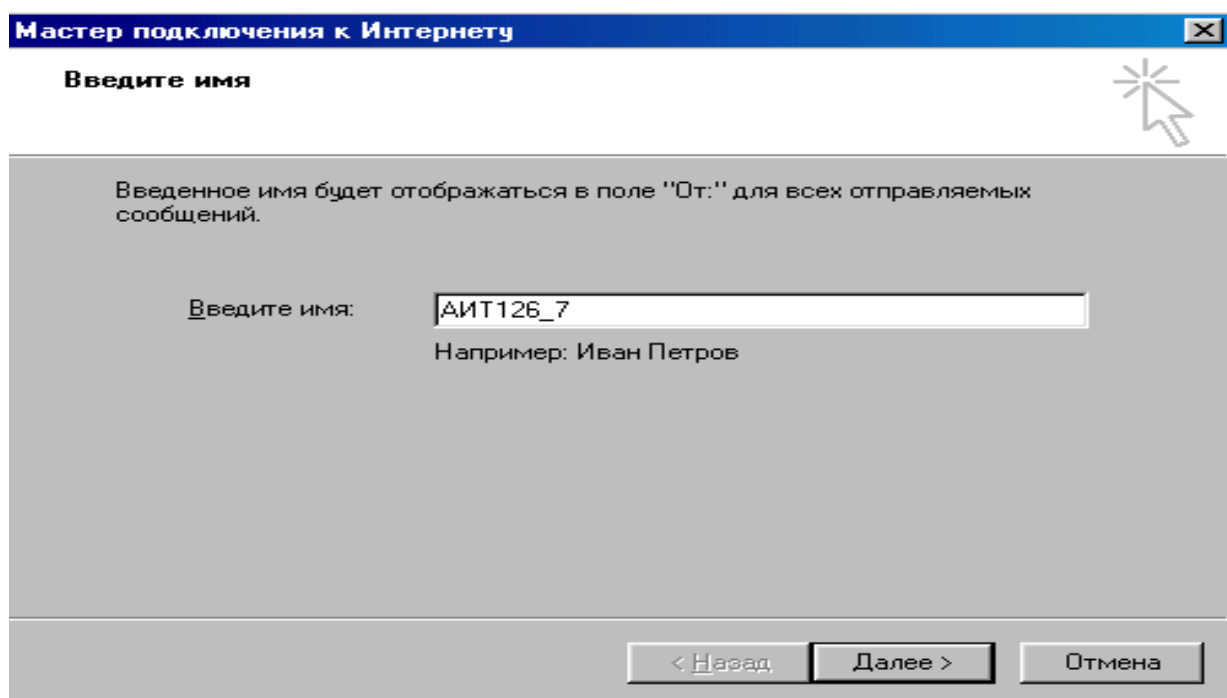 Мастер подключения к Интернету
Введите имя
Введенное имя будет отображаться в поле "От:" для всех отправляемых
сообщений.
Введите имя: АИТ126_7
Например: Иван Петров
< Назад Далее > Отмена